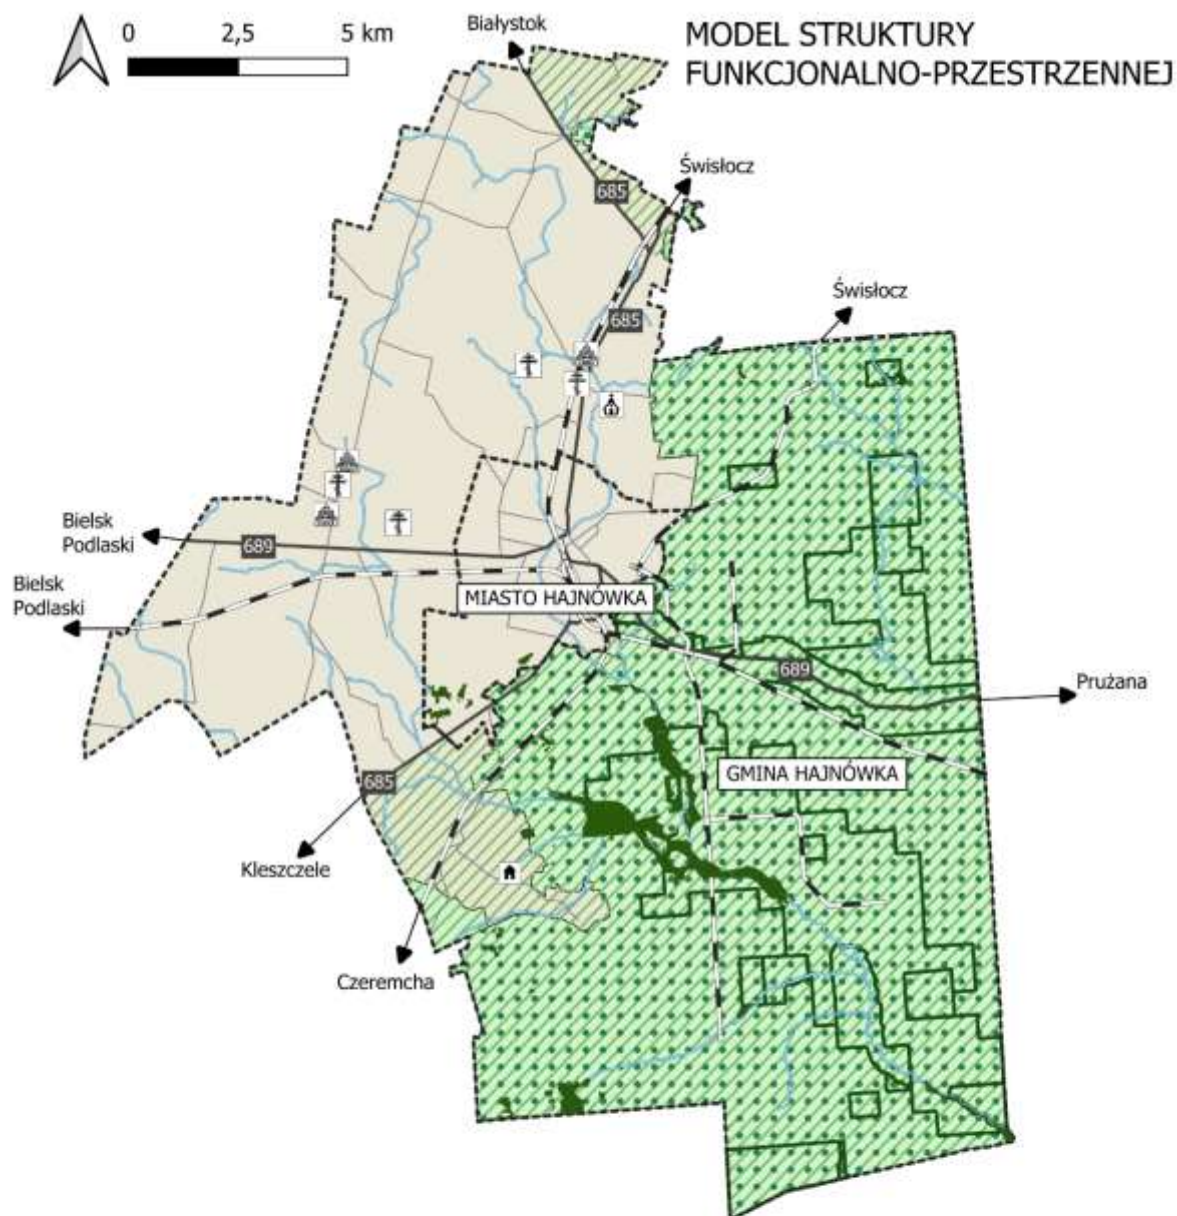 0 2,5 5 km
MODEL STRUKTURY
FUNKCJONALNO-PRZESTRZENNEJ
Białystok
Świsłocz
685
685
Świsłocz
Bielsk
Podlaski
689
Bielsk
Podlaski
MIASTO HAJNÓWKA
689
Prużana
GMINA HAJNÓWKA
685
Kleszczele
Czeremcha